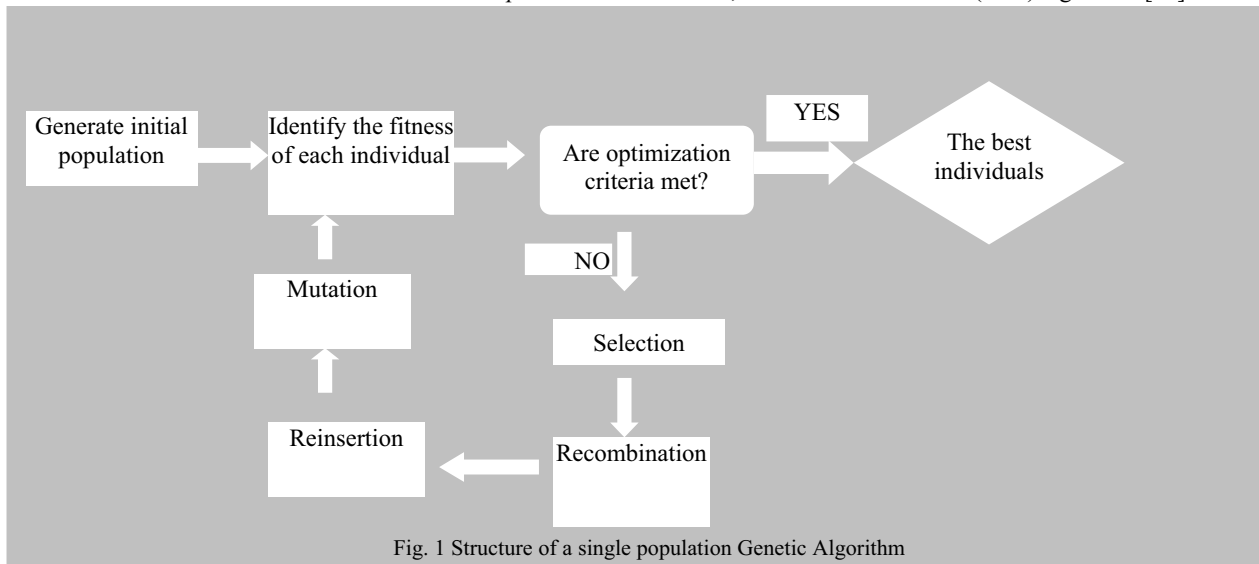 Generate initial
population
Identify the fitness
of each individual
Are optimization
criteria met?
YES
The best
individuals
NO
Mutation
Selection
Reinsertion
Recombination
Fig. 1 Structure of a single population Genetic Algorithm